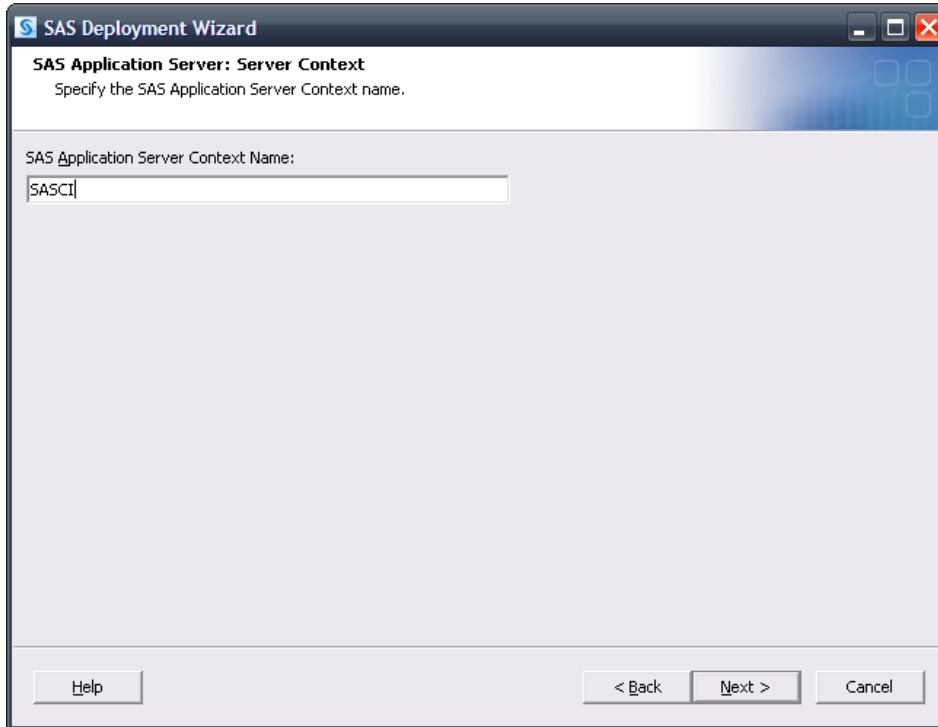 SAS Deployment Wizard
SAS Application Server: Server Context
Specify the SAS Application Server Context name.
SAS Application Server Context Name:
SASCI
Help
< Back
Next >
Cancel